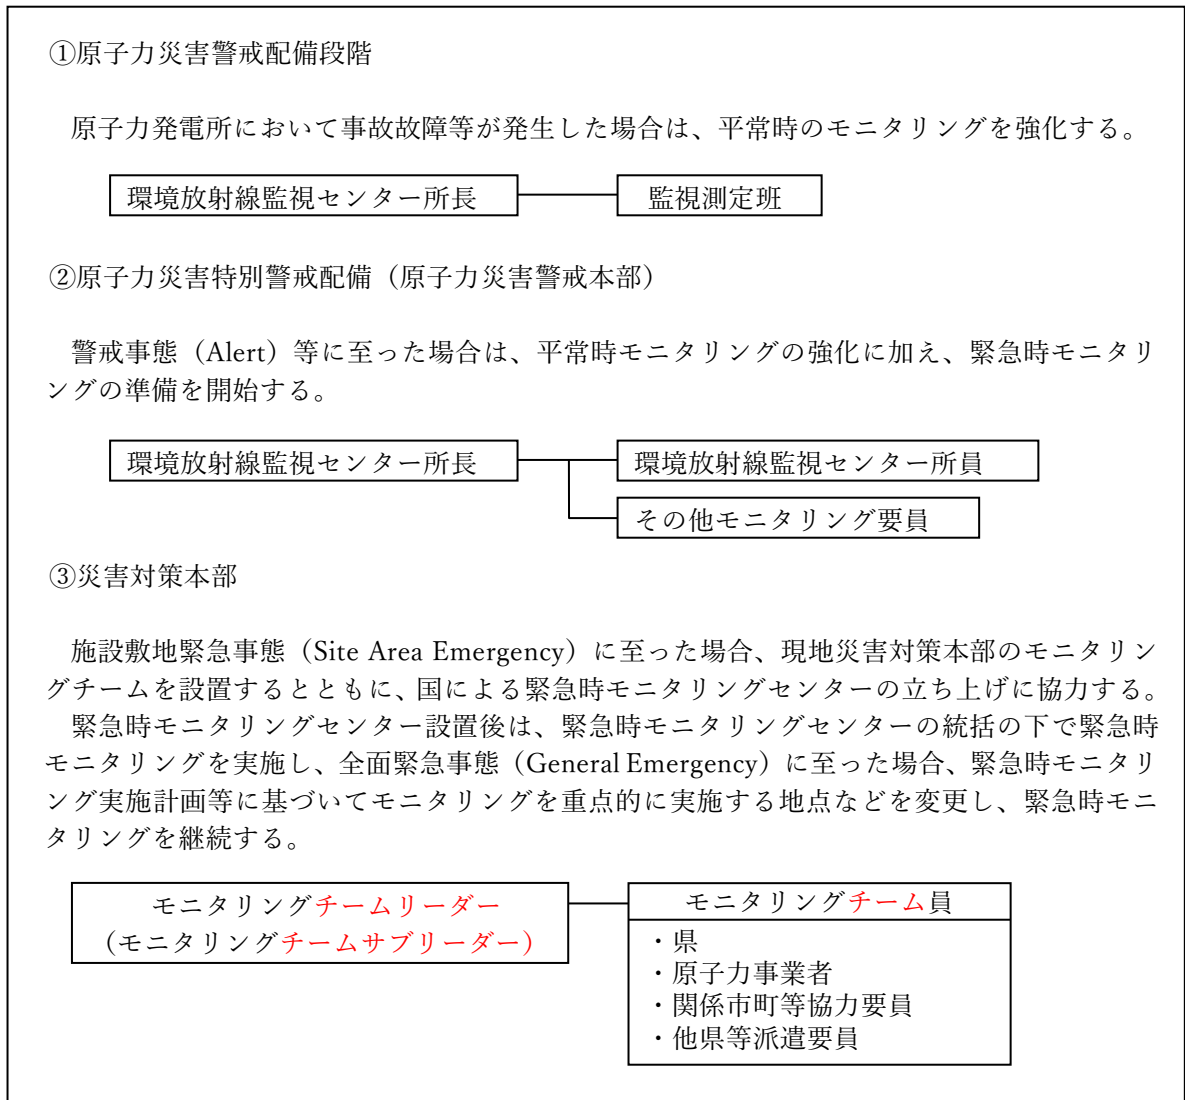 ①原子力災害警戒配備段階
原子力発電所において事故故障等が発生した場合は、平常時のモニタリングを強化する。
環境放射線監視センター所長
監視測定班
②原子力災害特別警戒配備（原子力災害警戒本部）
警戒事態（Alert）等に至った場合は、平常時モニタリングの強化に加え、緊急時モニタリ
ングの準備を開始する。
環境放射線監視センター所長
環境放射線監視センター所員
その他モニタリング要員
③災害対策本部
施設敷地緊急事態（Site Area Emergency）に至った場合、現地災害対策本部のモニタリン
グチームを設置するとともに、国による緊急時モニタリングセンターの立ち上げに協力する。
緊急時モニタリングセンター設置後は、緊急時モニタリングセンターの統括の下で緊急時
モニタリングを実施し、全面緊急事態（General Emergency）に至った場合、緊急時モニタリ
ング実施計画等に基づいてモニタリングを重点的に実施する地点などを変更し、緊急時モニ
タリングを継続する。
モニタリングチームリーダー
（モニタリングチームサブリーダー）
モニタリングチーム員
・県
・原子力事業者
・関係市町等協力要員
・他県等派遣要員